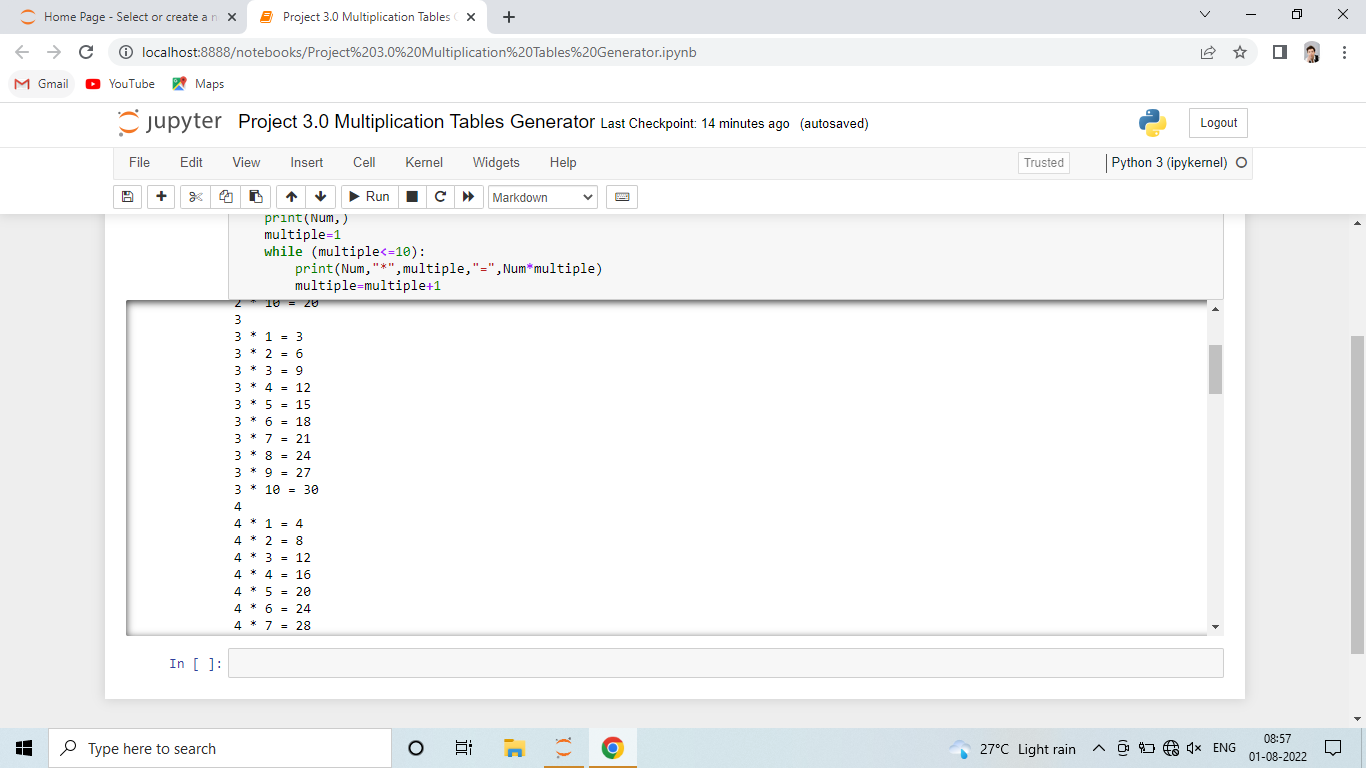 Home Page - Select or create a n
Project 3.0 Multiplication Tables
localhost:8888/notebooks/Project%203.0%20Multiplication%20Tables%20Generator.ipynb
Gmail YouTube Maps
jupyter Project 3.0 Multiplication Tables Generator Last Checkpoint: 14 minutes ago (autosaved)
Logout
File Edit View Insert Cell Kernel Widgets Help
Trusted Python 3 (ipykernel)
Run Markdown
print(Num,)
multiple=1
while (multiple<=10):
print(Num,"*",multiple,"=",Num*multiple)
multiple=multiple+1
2 * 10 = 20
3
3 * 1 = 3
3 * 2 = 6
3 * 3 = 9
3 * 4 = 12
3 * 5 = 15
3 * 6 = 18
3 * 7 = 21
3 * 8 = 24
3 * 9 = 27
3 * 10 = 30
4
4 * 1 = 4
4 * 2 = 8
4 * 3 = 12
4 * 4 = 16
4 * 5 = 20
4 * 6 = 24
4 * 7 = 28
In [ ]:
Type here to search
27°C Light rain
ENG
08:57
01-08-2022